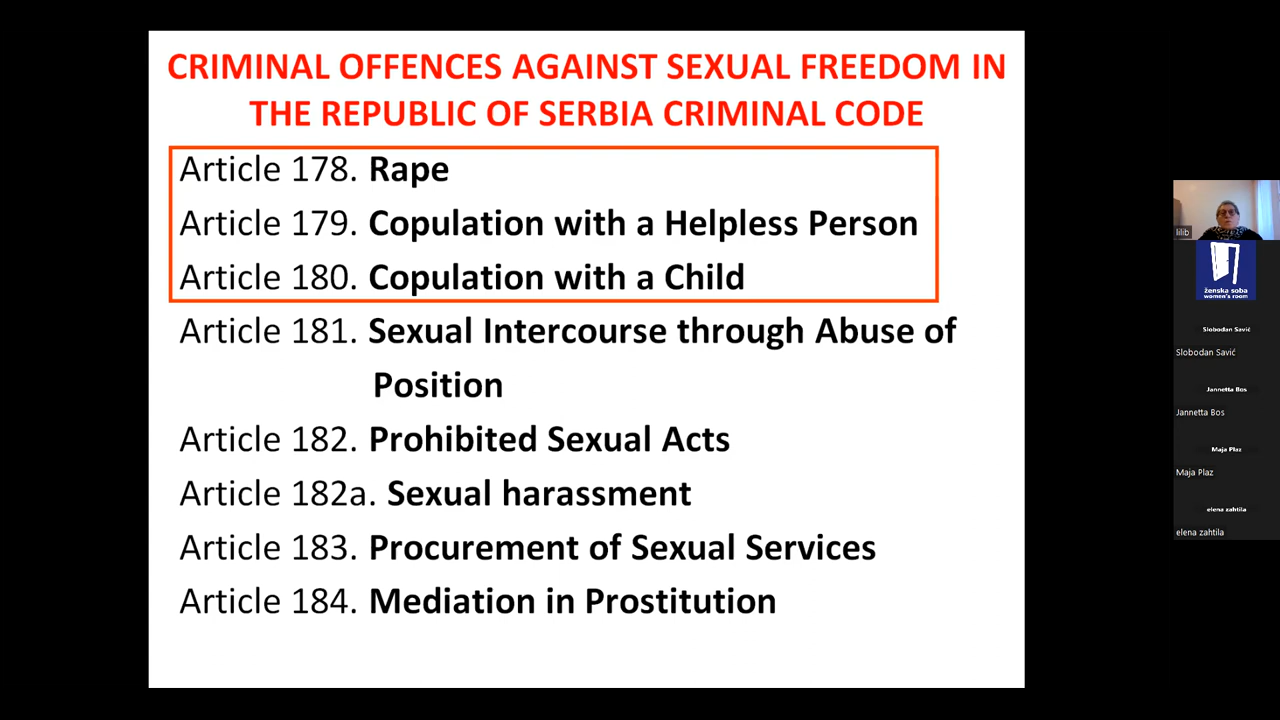 CRIMINAL OFFENCES AGAINST SEXUAL FREEDOM IN
THE REPUBLIC OF SERBIA CRIMINAL CODE
Article 178. Rape
Article 179. Copulation with a Helpless Person
Article 180. Copulation with a Child
Article 181. Sexual Intercourse through Abuse of
Position
Article 182. Prohibited Sexual Acts
Article 182a. Sexual harassment
Article 183. Procurement of Sexual Services
Article 184. Mediation in Prostitution
lilib
ženska soba
women's room
Slobodan Savić
Slobodan Savić
Jannetta Bos
Jannetta Bos
Maja Plaz
Maja Plaz
elena zahtila
elena zahtila